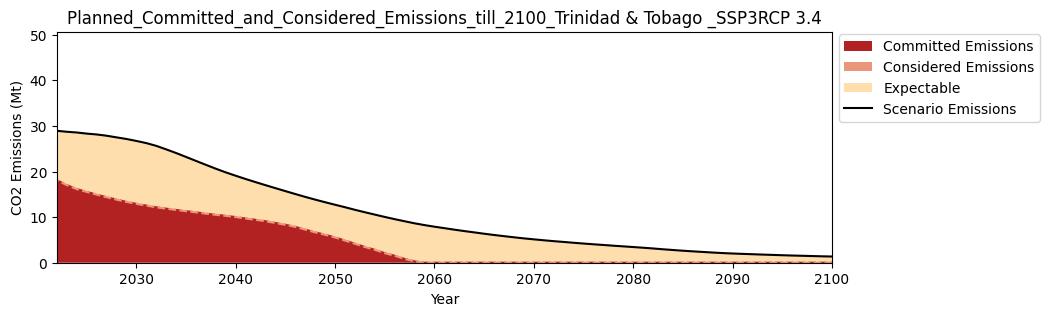 Planned_Committed_and_Considered_Emissions_till_2100_Trinidad & Tobago _SSP3RCP 3.4
50
40
30
20
10
0
CO2 Emissions (Mt)
2030
2040
2050
2060
2070
2080
2090
2100
Year
Committed Emissions
Considered Emissions
Expectable
Scenario Emissions